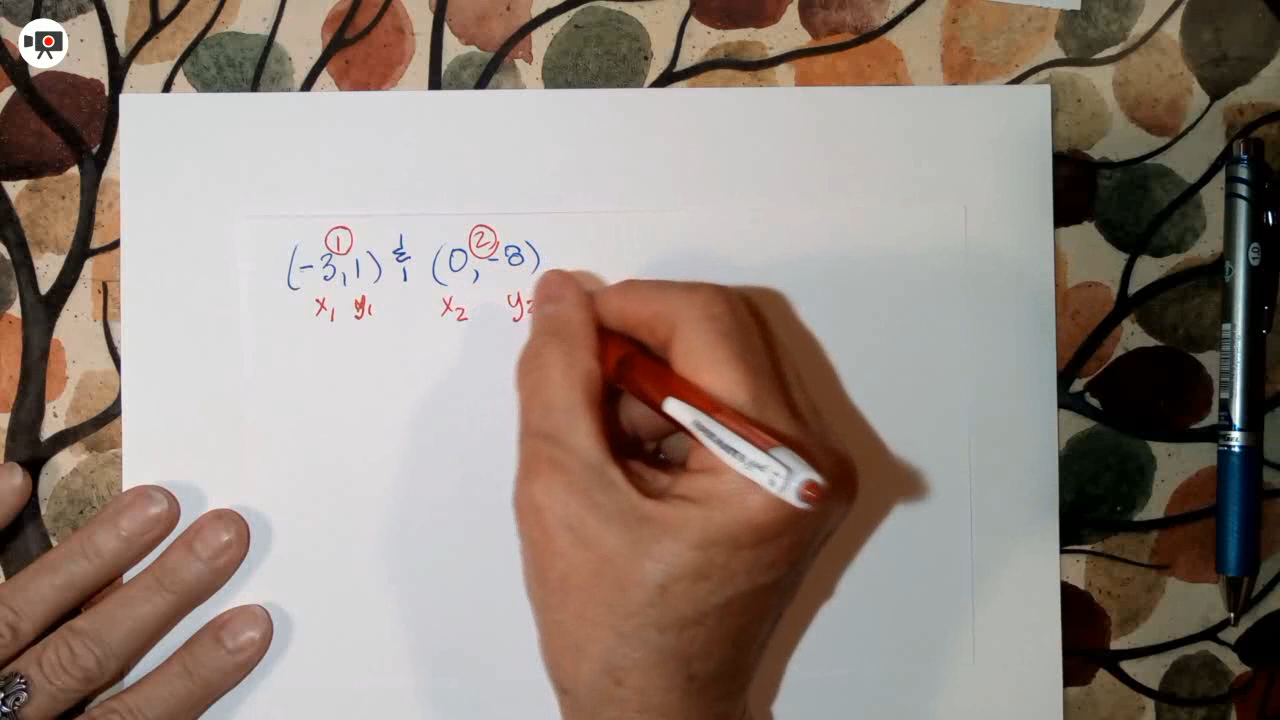 ① ②
(-3, 1) & (0, -8)
x₁ y₁ x₂ y₂